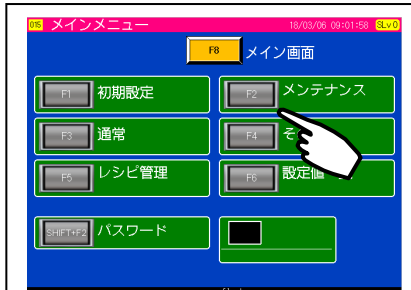 015 メインメニュー 18/03/06 09:01:58 SLv0
F8 メイン画面
F1 初期設定 F2 メンテナンス
F3 通常 F4 そ
F5 レシピ管理 F6 設定値
SHIFT+F2 パスワード